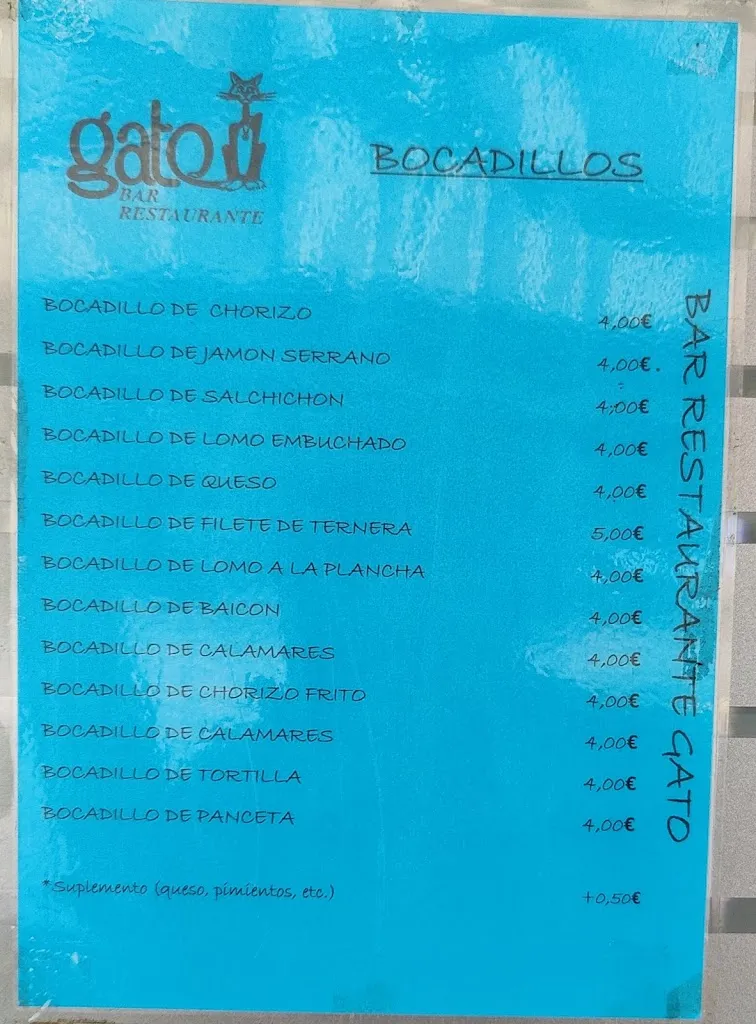 gato
BAR
RESTAURANTE
BOCADILLOS
BOCADILLO DE CHORIZO 4,00€
BOCADILLO DE JAMON SERRANO 4,00€.
BOCADILLO DE SALCHICHON 4,00€
BOCADILLO DE LOMO EMBUCHADO 4,00€
BOCADILLO DE QUESO 4,00€
BOCADILLO DE FILETE DE TERNERA 5,00€
BOCADILLO DE LOMO A LA PLANCHA 4,00€
BOCADILLO DE BAICON 4,00€
BOCADILLO DE CALAMARES 4,00€
BOCADILLO DE CHORIZO FRITO 4,00€
BOCADILLO DE CALAMARES 4,00€
BOCADILLO DE TORTILLA 4,00€
BOCADILLO DE PANCETA 4,00€
*Suplemento (queso, pimientos, etc.) +0,50€
BAR RESTAURANTE GATO